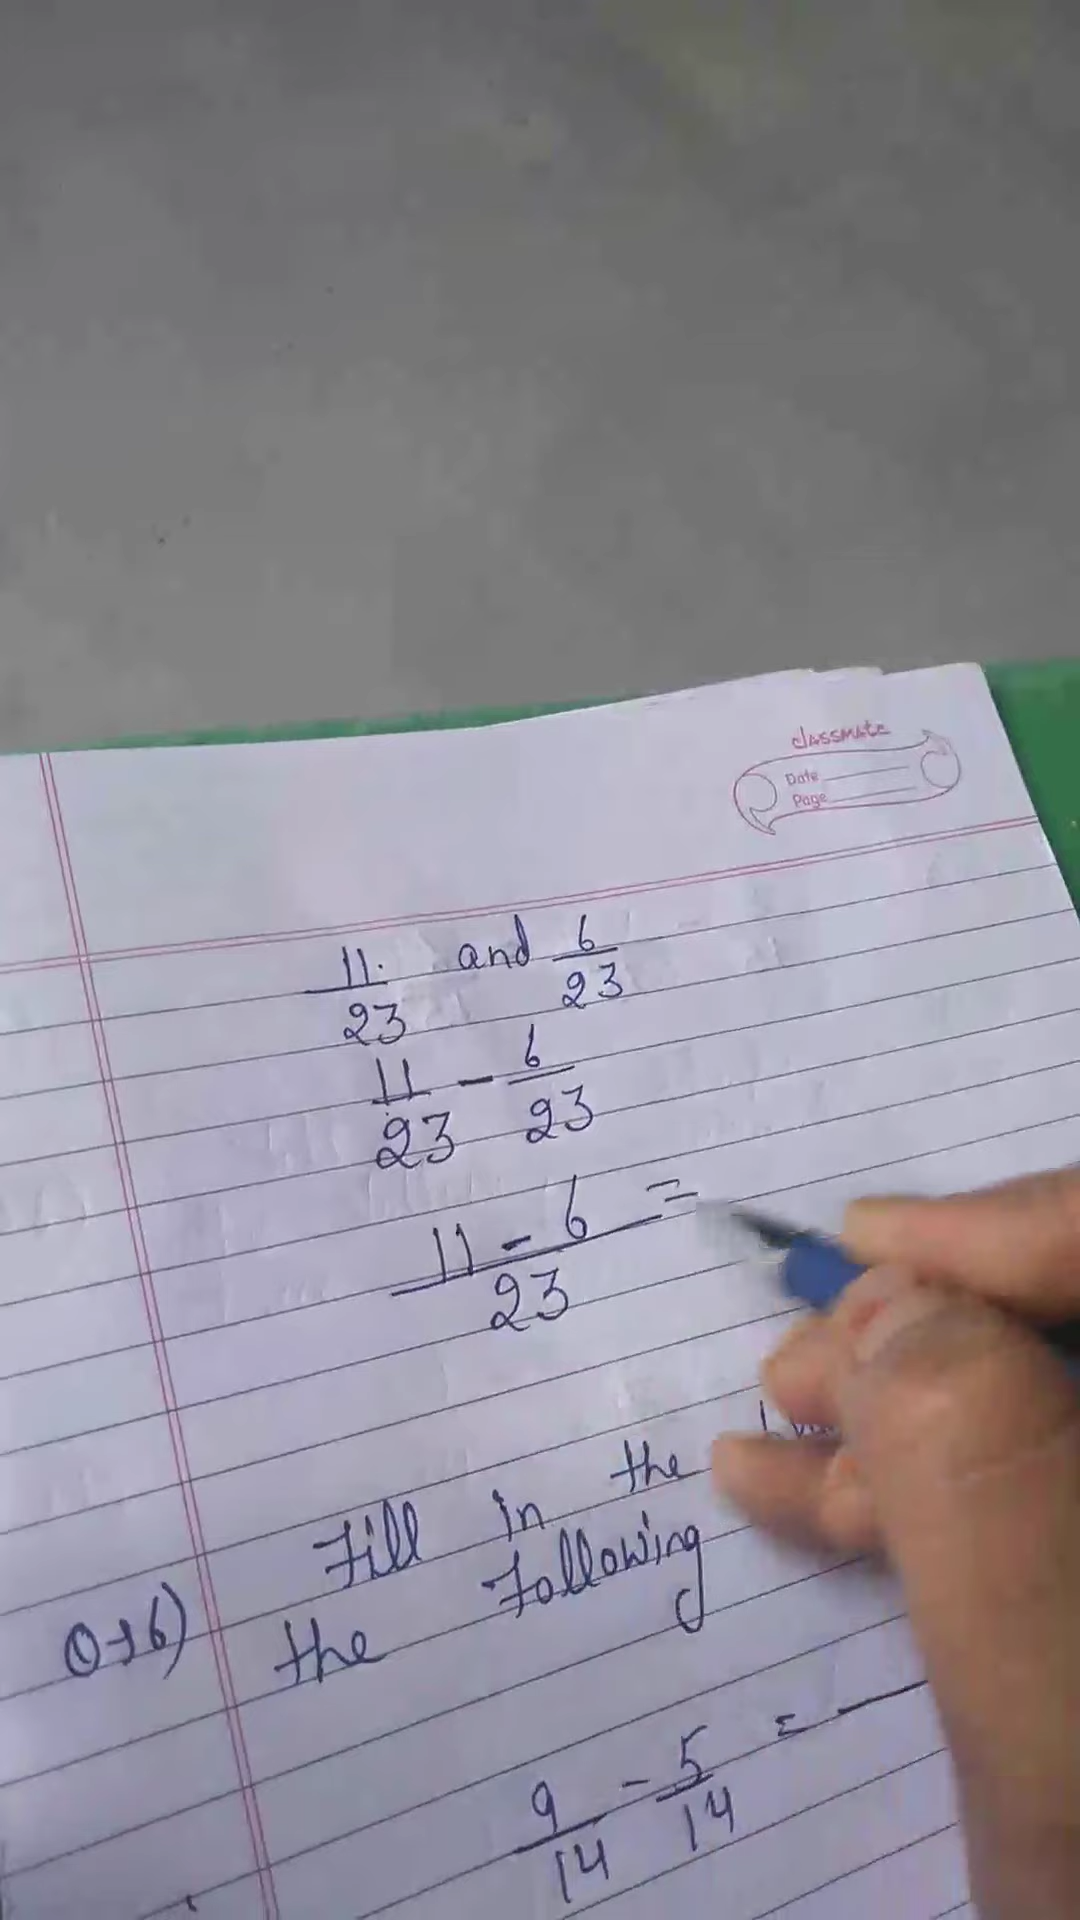 classmate
Date
Page
11/23 and 6/23
11/23 - 6/23
11 - 6 / 23 =
Fill in the
Q16) the following
9/14 - 5/14 =